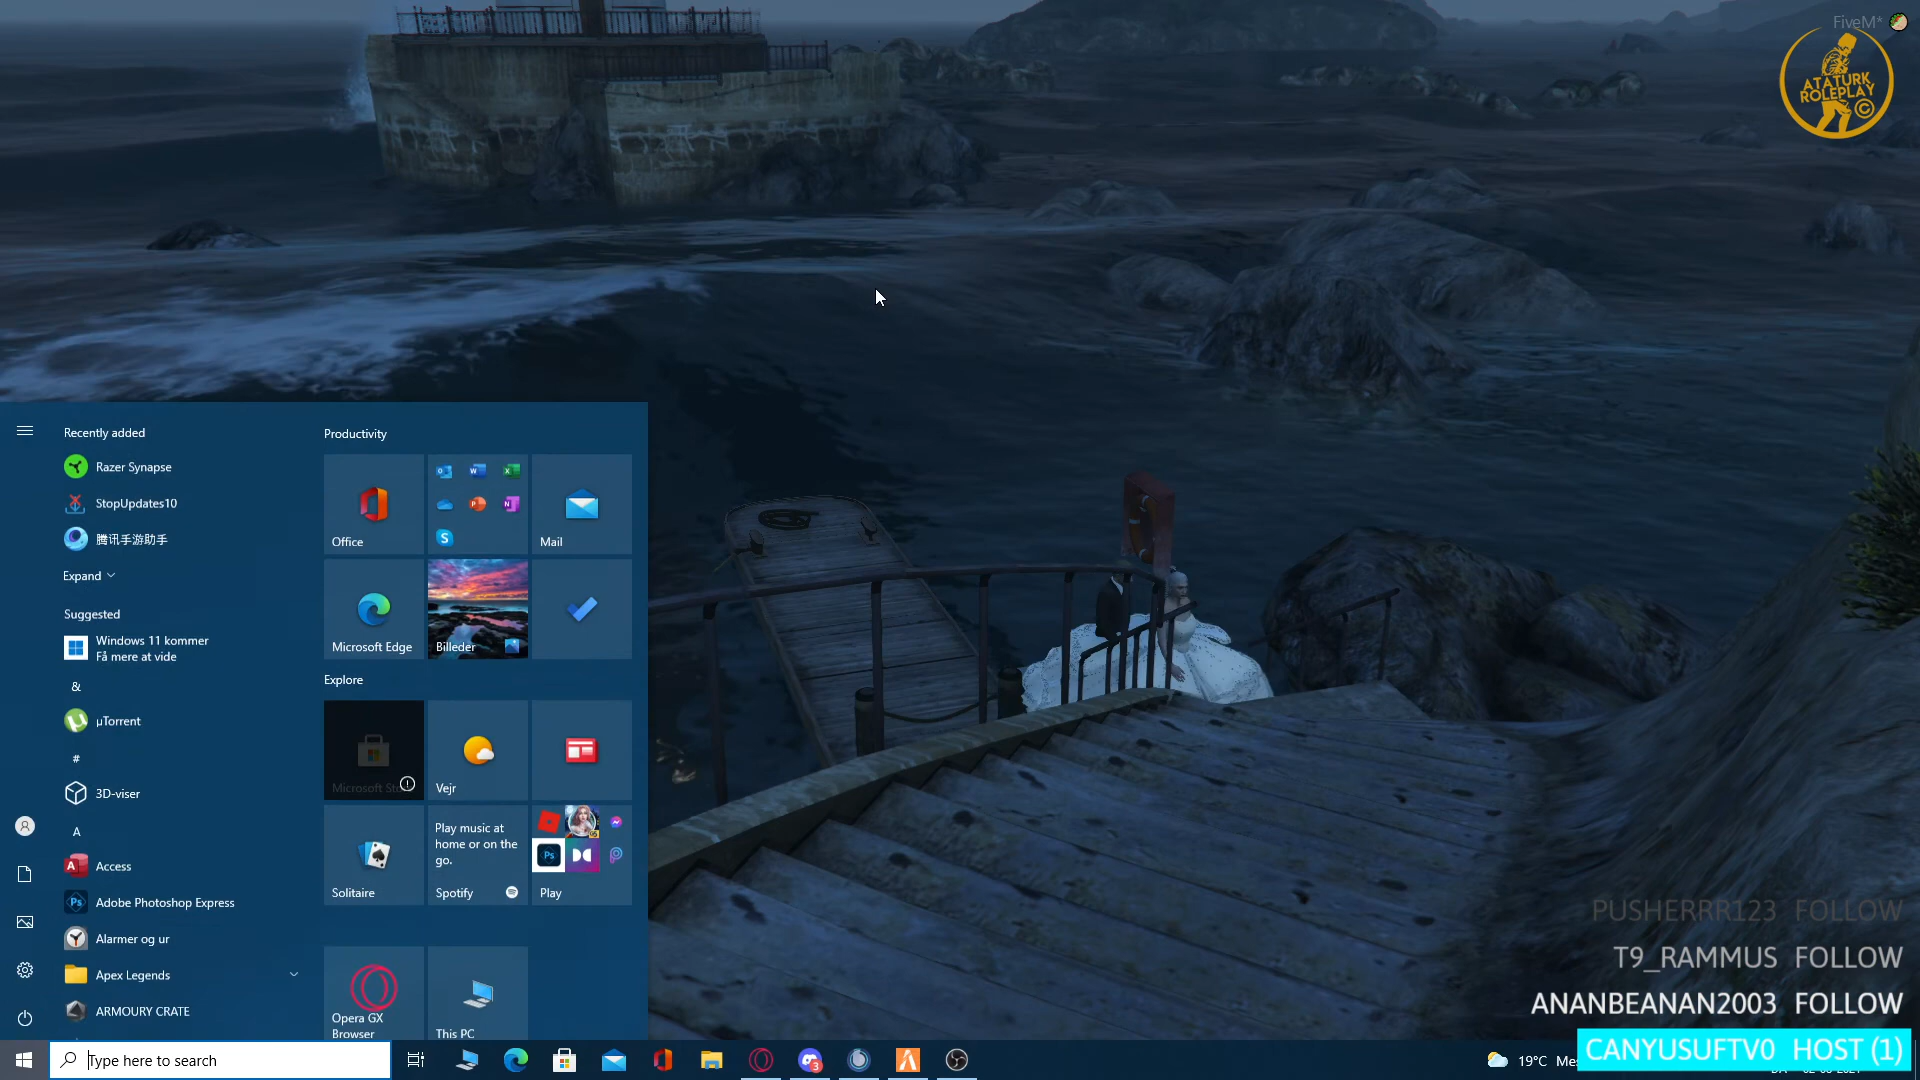 FiveM*
ATATURK
ROLEPLAY
Recently added
Razer Synapse
StopUpdates10
腾讯手游助手
Expand
Suggested
Windows 11 kommer
Få mere at vide
&
µTorrent
#
3D-viser
A
Access
Adobe Photoshop Express
Alarmer og ur
Apex Legends
ARMOURY CRATE
Productivity
Office
Mail
Microsoft Edge
Billeder
Explore
Vejr
Solitaire
Play music at
home or on the
go.
Spotify
Play
Opera GX
Browser
This PC
PUSHERRR123 FOLLOW
T9_RAMMUS FOLLOW
ANANBEANAN2003 FOLLOW
CANYUSUFTV0 HOST (1)
Type here to search
19°C